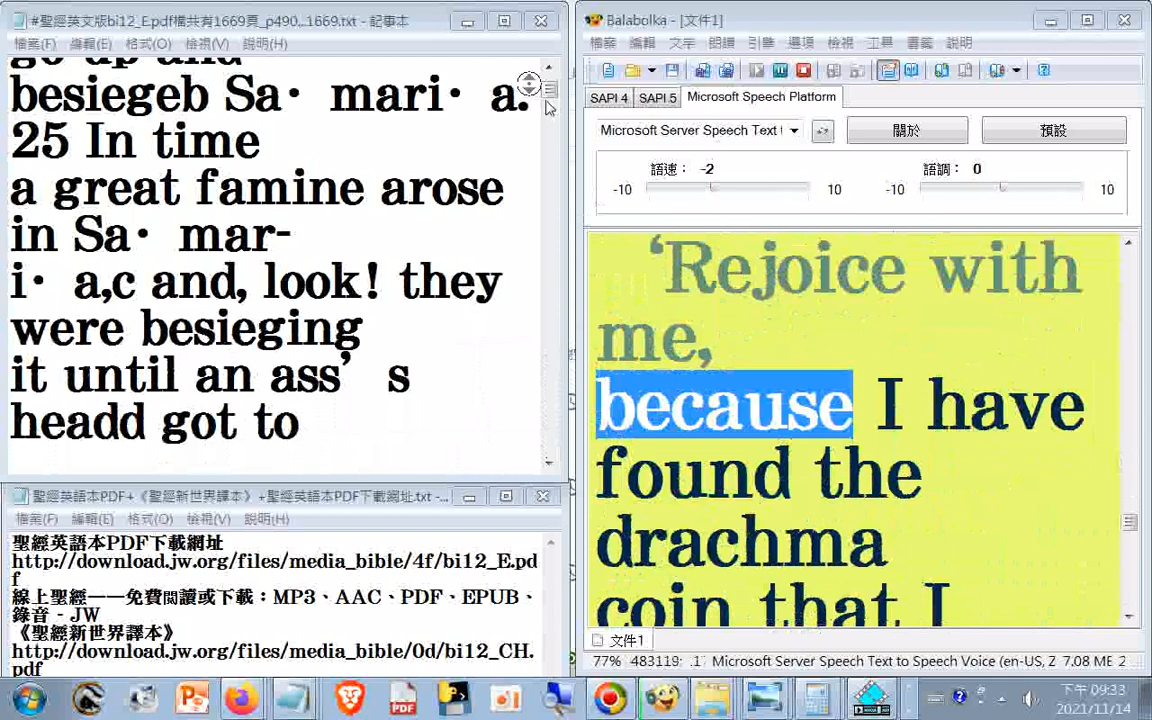 #聖經英文版bi12_E.pdf檔共有1669頁_p490,..1669.txt - 記事本
檔案(F) 編輯(E) 格式(O) 檢視(V) 說明(H)
go up and
besiegeb Sa· mari· a.
25 In time
a great famine arose
in Sa· mar-
i· a,c and, look! they
were besieging
it until an ass’ s
headd got to
聖經英語本PDF+《聖經新世界譯本》+聖經英語本PDF下載網址.txt - ...
檔案(F) 編輯(E) 格式(O) 檢視(V) 說明(H)
聖經英語本PDF下載網址
http://download.jw.org/files/media_bible/4f/bi12_E.pd
f
線上聖經——免費閱讀或下載：MP3、AAC、PDF、EPUB、
錄音 - JW
《聖經新世界譯本》
http://download.jw.org/files/media_bible/0d/bi12_CH.
pdf
Balabolka - [文件1]
檔案 編輯 文字 朗讀 引擎 選項 檢視 工具 書籤 說明
SAPI 4 SAPI 5 Microsoft Speech Platform
Microsoft Server Speech Text t
關於
預設
語速： -2
語調： 0
-10 10 -10 10
‘Rejoice with
me,
because I have
found the
drachma
coin that I
文件1
77% 483119: .1 Microsoft Server Speech Text to Speech Voice (en-US, Z 7.08 ME 2
PDF
下午 09:33
2021/11/14